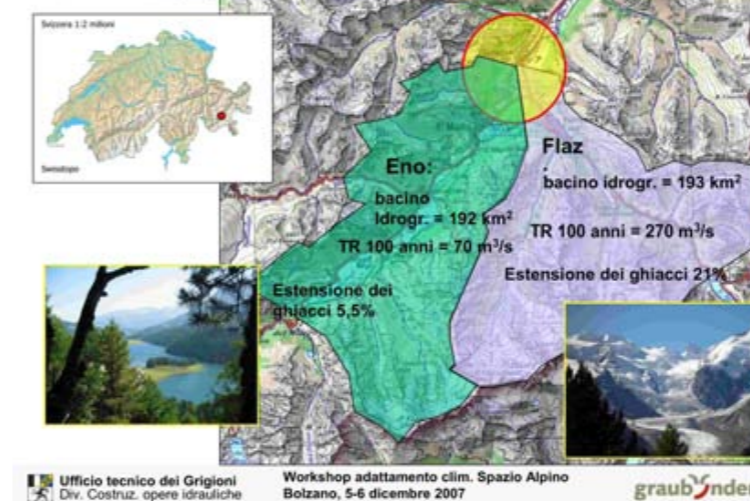 Svizzera 1:2 milioni
Swisstopo
Eno:
bacino
Idrogr. = 192 km²
TR 100 anni = 70 m³/s
Estensione dei
ghiacci 5,5%
Flaz
.
bacino idrogr. = 193 km²
TR 100 anni = 270 m³/s
Estensione dei ghiacci 21%
Ufficio tecnico dei Grigioni
Div. Costruz. opere idrauliche
Workshop adattamento clim. Spazio Alpino
Bolzano, 5-6 dicembre 2007
graubünden